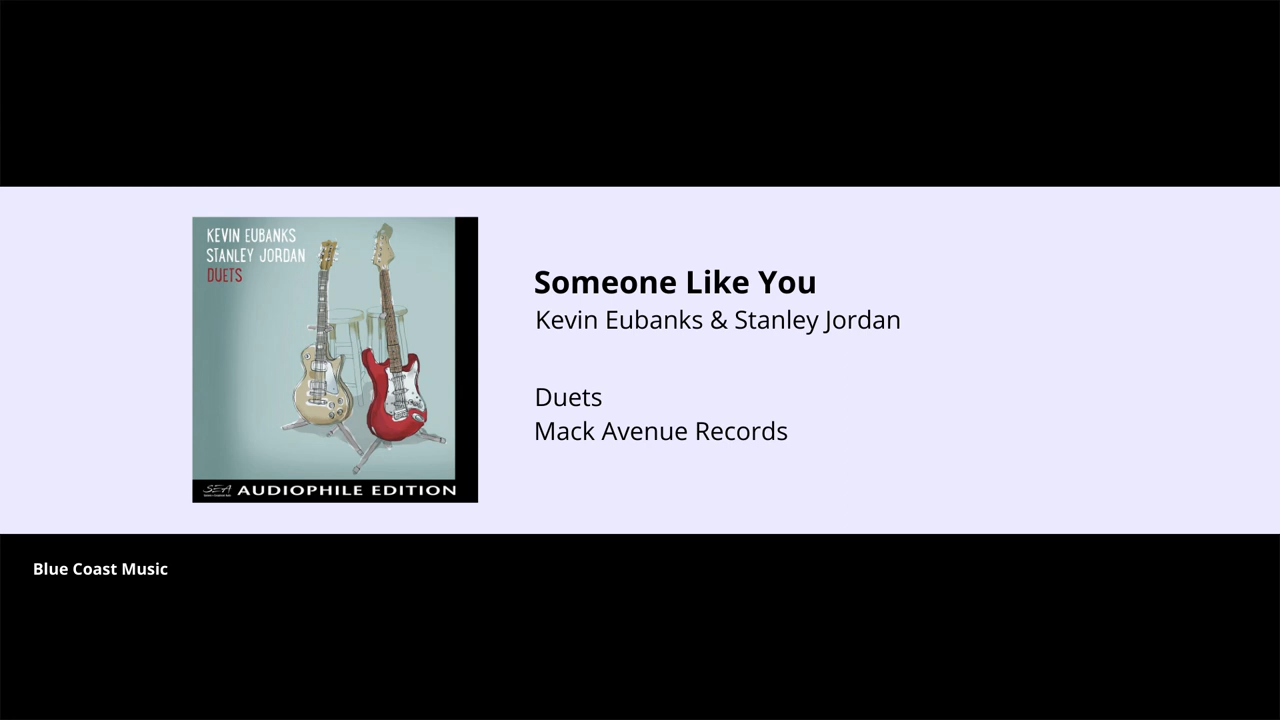 KEVIN EUBANKS
STANLEY JORDAN
DUETS
SEA AUDIOPHILE EDITION
Someone Like You
Kevin Eubanks & Stanley Jordan
Duets
Mack Avenue Records
Blue Coast Music